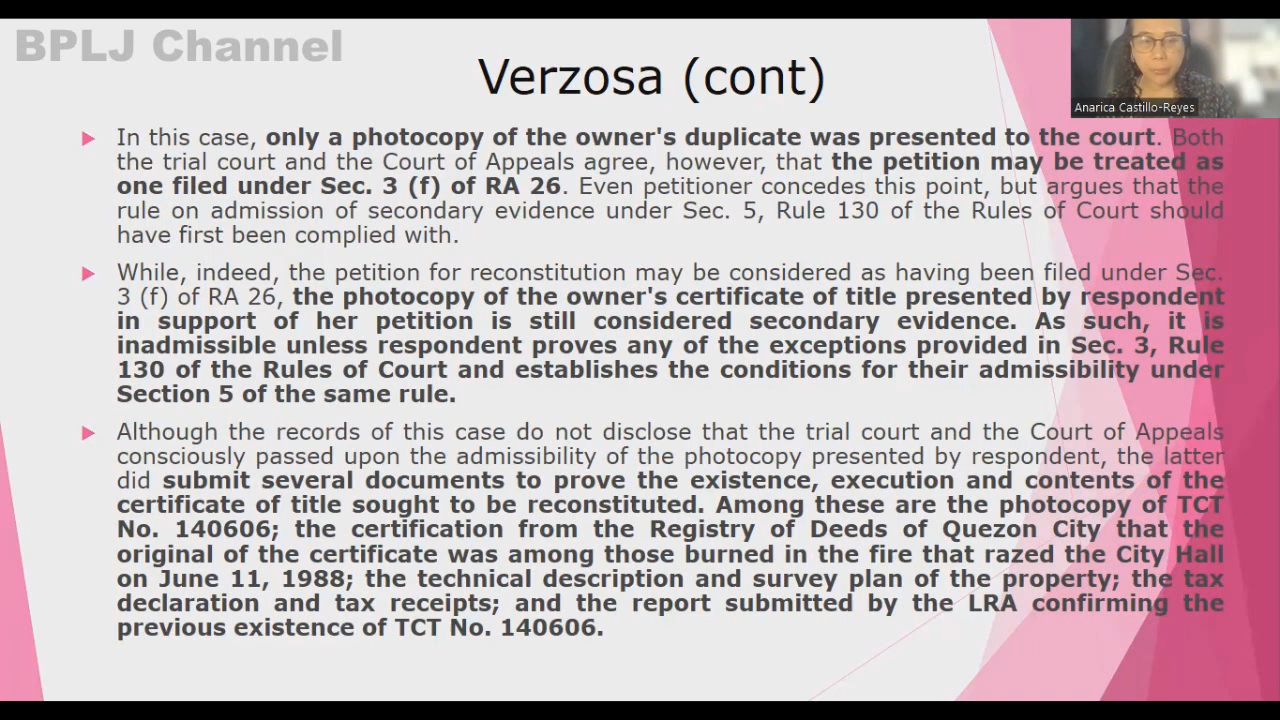 BPLJ Channel
Verzosa (cont)
Anarica Castillo-Reyes
In this case, only a photocopy of the owner's duplicate was presented to the court. Both
the trial court and the Court of Appeals agree, however, that the petition may be treated as
one filed under Sec. 3 (f) of RA 26. Even petitioner concedes this point, but argues that the
rule on admission of secondary evidence under Sec. 5, Rule 130 of the Rules of Court should
have first been complied with.
While, indeed, the petition for reconstitution may be considered as having been filed under Sec.
3 (f) of RA 26, the photocopy of the owner's certificate of title presented by respondent
in support of her petition is still considered secondary evidence. As such, it is
inadmissible unless respondent proves any of the exceptions provided in Sec. 3, Rule
130 of the Rules of Court and establishes the conditions for their admissibility under
Section 5 of the same rule.
Although the records of this case do not disclose that the trial court and the Court of Appeals
consciously passed upon the admissibility of the photocopy presented by respondent, the latter
did submit several documents to prove the existence, execution and contents of the
certificate of title sought to be reconstituted. Among these are the photocopy of TCT
No. 140606; the certification from the Registry of Deeds of Quezon City that the
original of the certificate was among those burned in the fire that razed the City Hall
on June 11, 1988; the technical description and survey plan of the property; the tax
declaration and tax receipts; and the report submitted by the LRA confirming the
previous existence of TCT No. 140606.